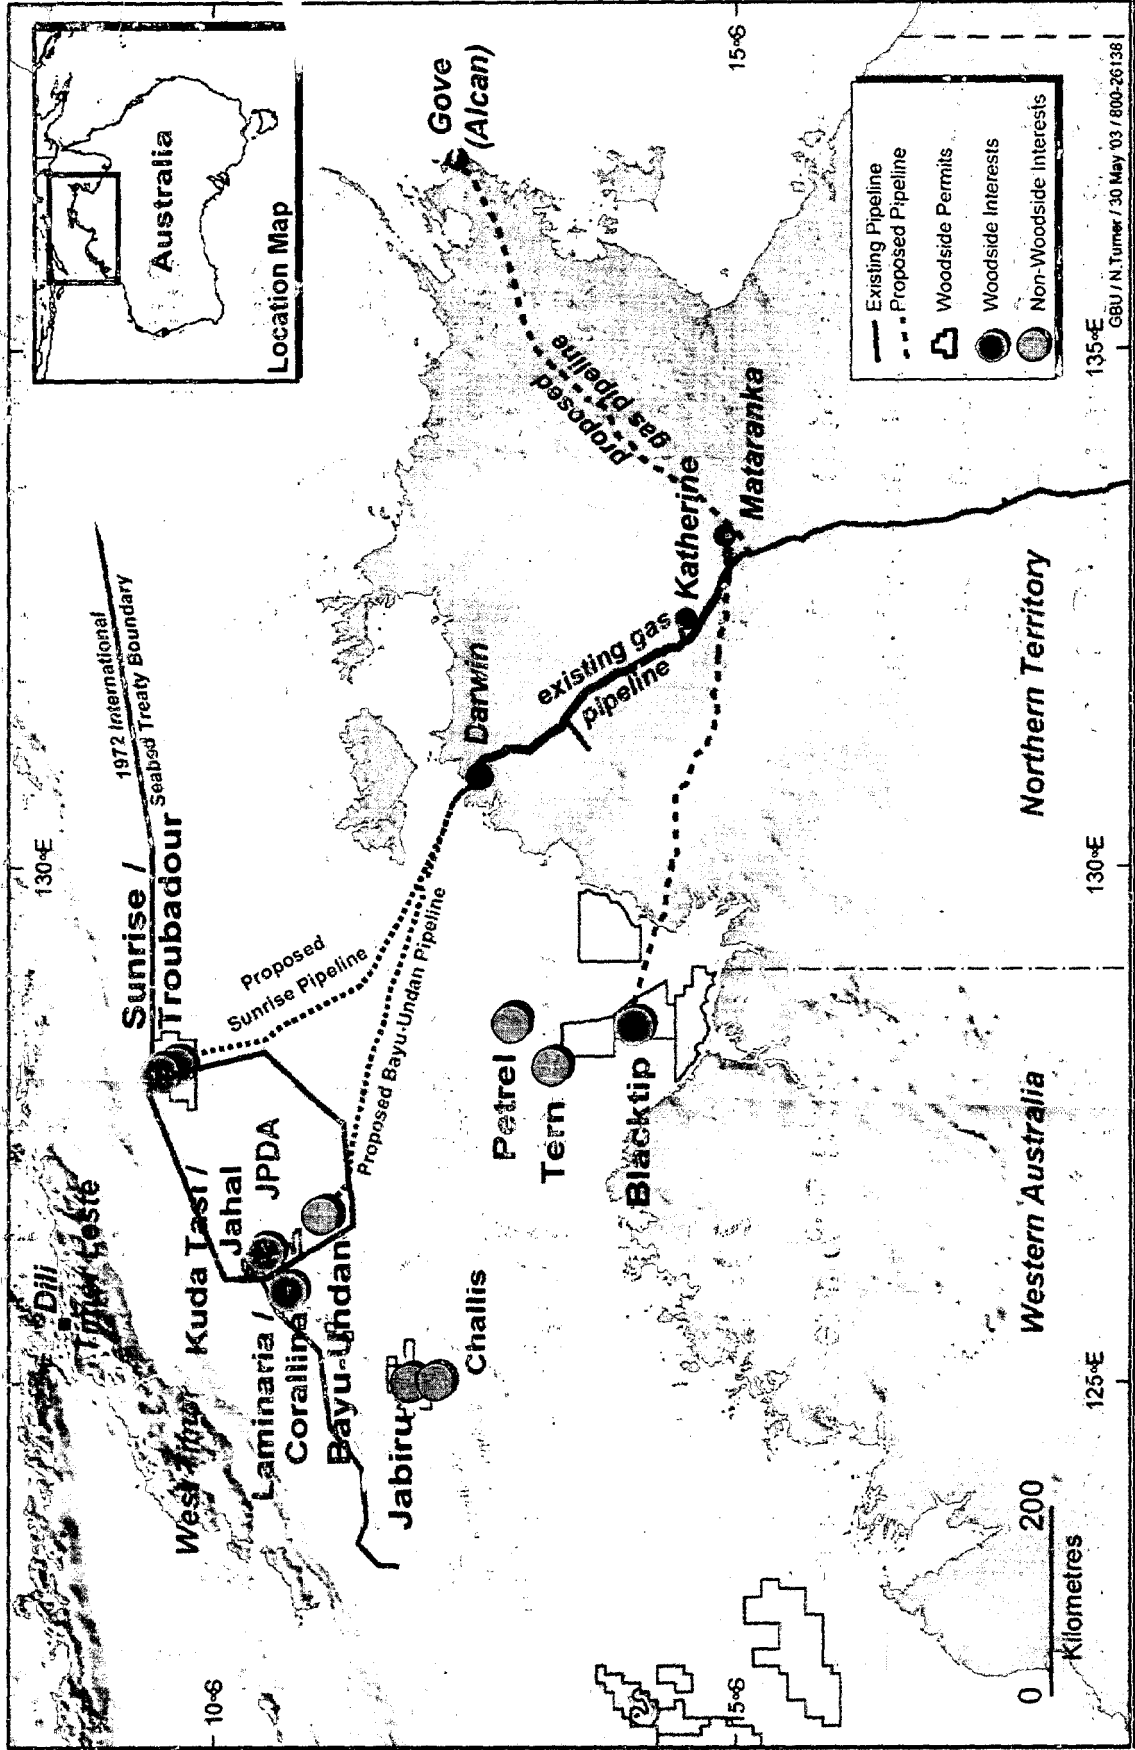 Australia
Location Map
10°S
15°S
15°S
125°E
130°E
130°E
135°E
Dili
Timor Leste
West Timor
1972 International
Seabed Treaty Boundary
Sunrise /
Troubadour
Kuda Tasi /
Jahal
JPDA
Laminaria /
Corallina
Bayu-Undan
Jabiru
Challis
Proposed
Sunrise Pipeline
Proposed Bayu-Undan Pipeline
Petrel
Tern
Blacktip
Darwin
existing gas
pipeline
Katherine
Mataranka
proposed
gas pipeline
Gove
(Alcan)
Western Australia
Northern Territory
0 200
Kilometres
Existing Pipeline
Proposed Pipeline
Woodside Permits
Woodside Interests
Non-Woodside Interests
GBU / N.Turner / 30 May '03 / 800-26138